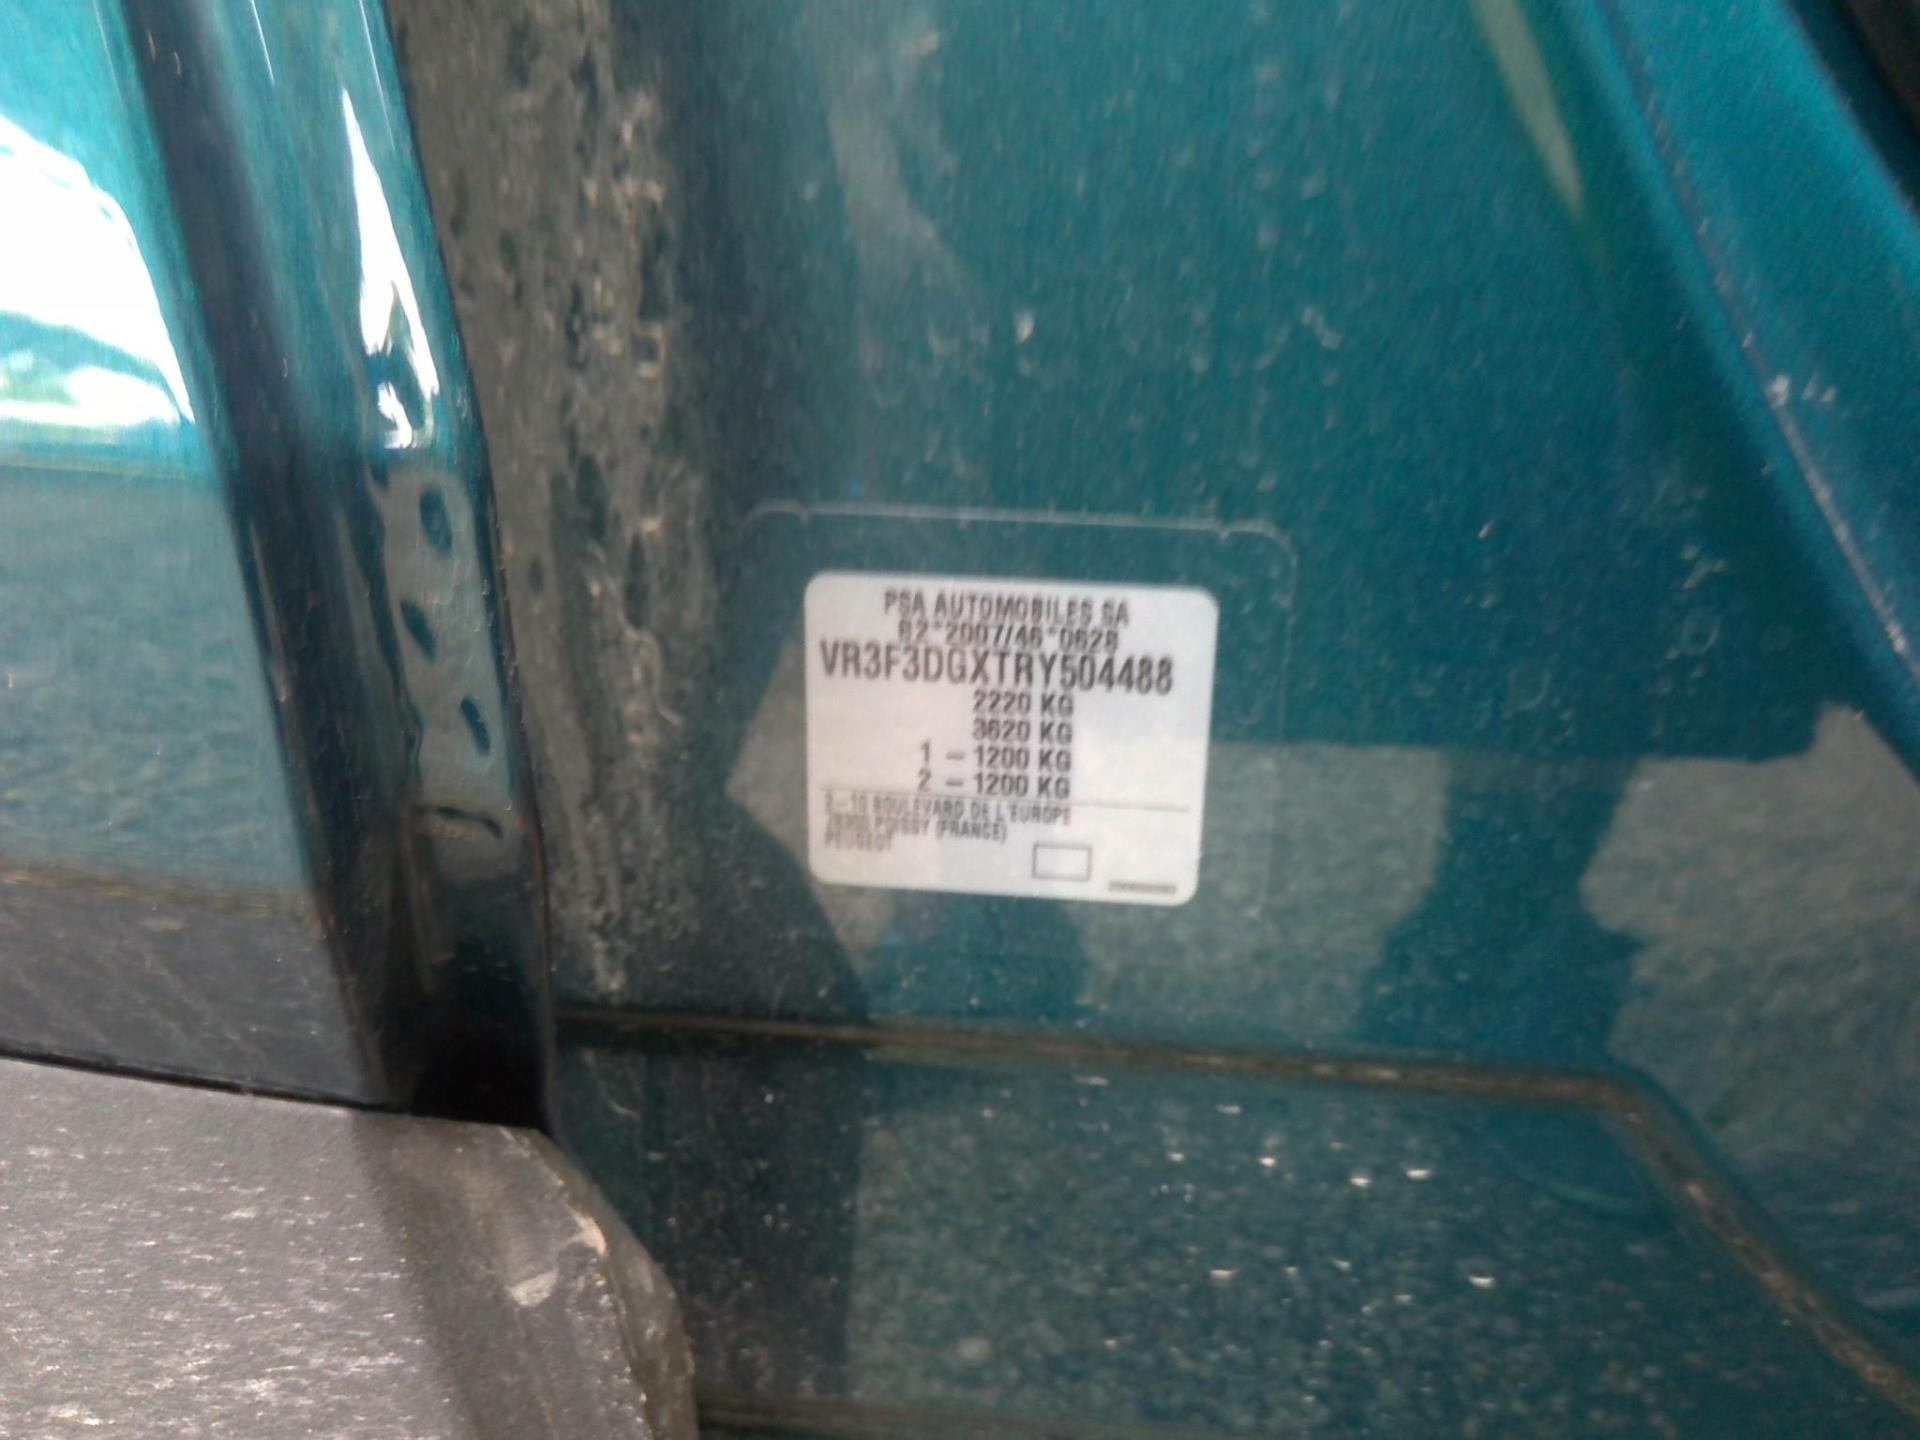 PSA AUTOMOBILES SA
B2*2007/46*0628
VR3F3DGXTRY504488
2220 KG
3620 KG
1 - 1200 KG
2 - 1200 KG
2-10 BOULEVARD DE L'EUROPE
78300 POISSY (FRANCE)
PEUGEOT